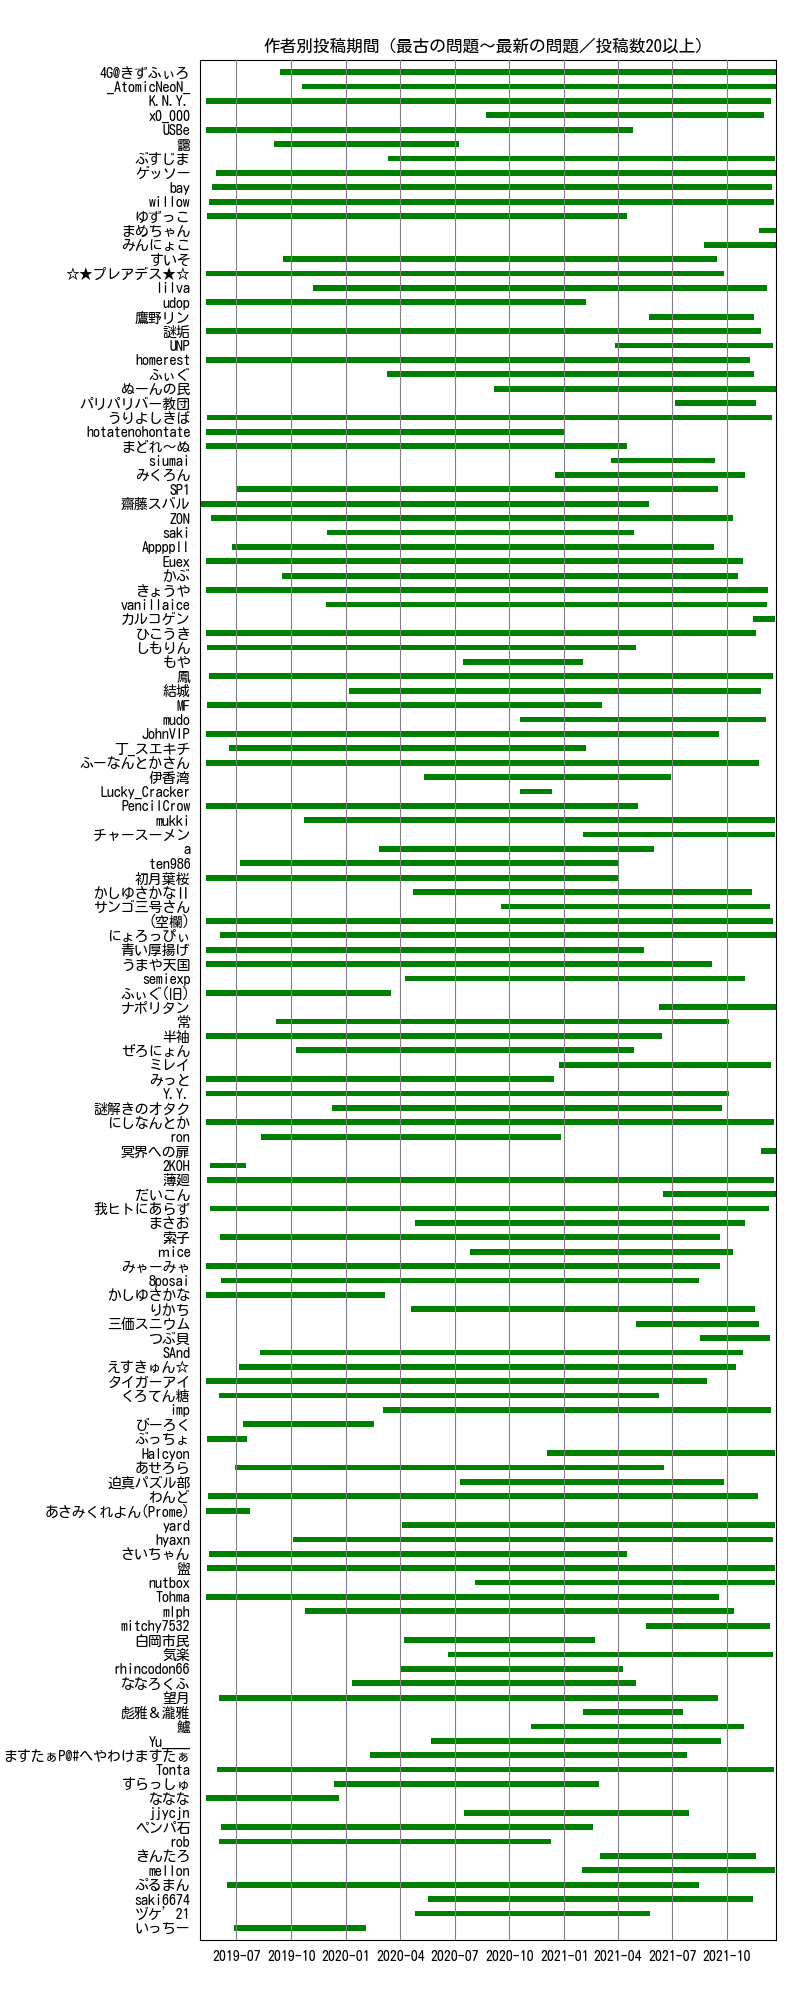 作者別投稿期間（最古の問題～最新の問題／投稿数20以上）
4G@きずふぃろ
_AtomicNeoN_
K.N.Y.
x0_000
USBe
ぶすじま
ゲッソー
bay
willow
ゆずっこ
まめちゃん
みんにょこ
すいそ
☆★プレアデス★☆
lilva
udop
鷹野リン
謎垢
UNP
homerest
ふぃぐ
ぬーんの民
パリパリバー教団
うりよしきば
hotatenohontate
まどれ～ぬ
siumai
みくろん
SP1
齋藤スバル
ZON
saki
Appppll
Euex
かぶ
きょうや
vanillaice
カルコゲン
ひこうき
しもりん
もや
鳳
結城
MF
mudo
JohnVIP
丁_スエキチ
ふーなんとかさん
伊香湾
Lucky_Cracker
PencilCrow
mukki
チャースーメン
a
ten986
初月葉桜
かしゆさかなII
サンゴ三号さん
(空欄)
にょろっぴぃ
青い厚揚げ
うまや天国
semiexp
ふぃぐ(旧)
ナポリタン
常
半袖
ぜろにょん
ミレイ
みっと
Y.Y.
謎解きのオタク
にしなんとか
ron
冥界への扉
2KOH
薄廻
だいこん
我ヒトにあらず
まさお
索子
mice
みゃーみゃ
8posai
かしゆさかな
りかち
三価スニウム
つぶ貝
SAnd
えすきゅん☆
タイガーアイ
くろてん糖
imp
びーろく
ぷっちょ
Halcyon
あせろら
迫真パズル部
わんど
あさみくれよん(Prome)
yard
hyaxn
さいちゃん
盥
nutbox
Tohma
mlph
mitchy7532
白岡市民
気楽
rhincodon66
ななろくふ
望月
彪雅＆瀧雅
鱸
Yu____
ますたぁP@#へやわけますたぁ
Tonta
すらっしゅ
ななな
jjycjn
ペンパ石
rob
きんたろ
mellon
ぷるまん
saki6674
ヅケ’21
いっちー
2019-07 2019-10 2020-01 2020-04 2020-07 2020-10 2021-01 2021-04 2021-07 2021-10